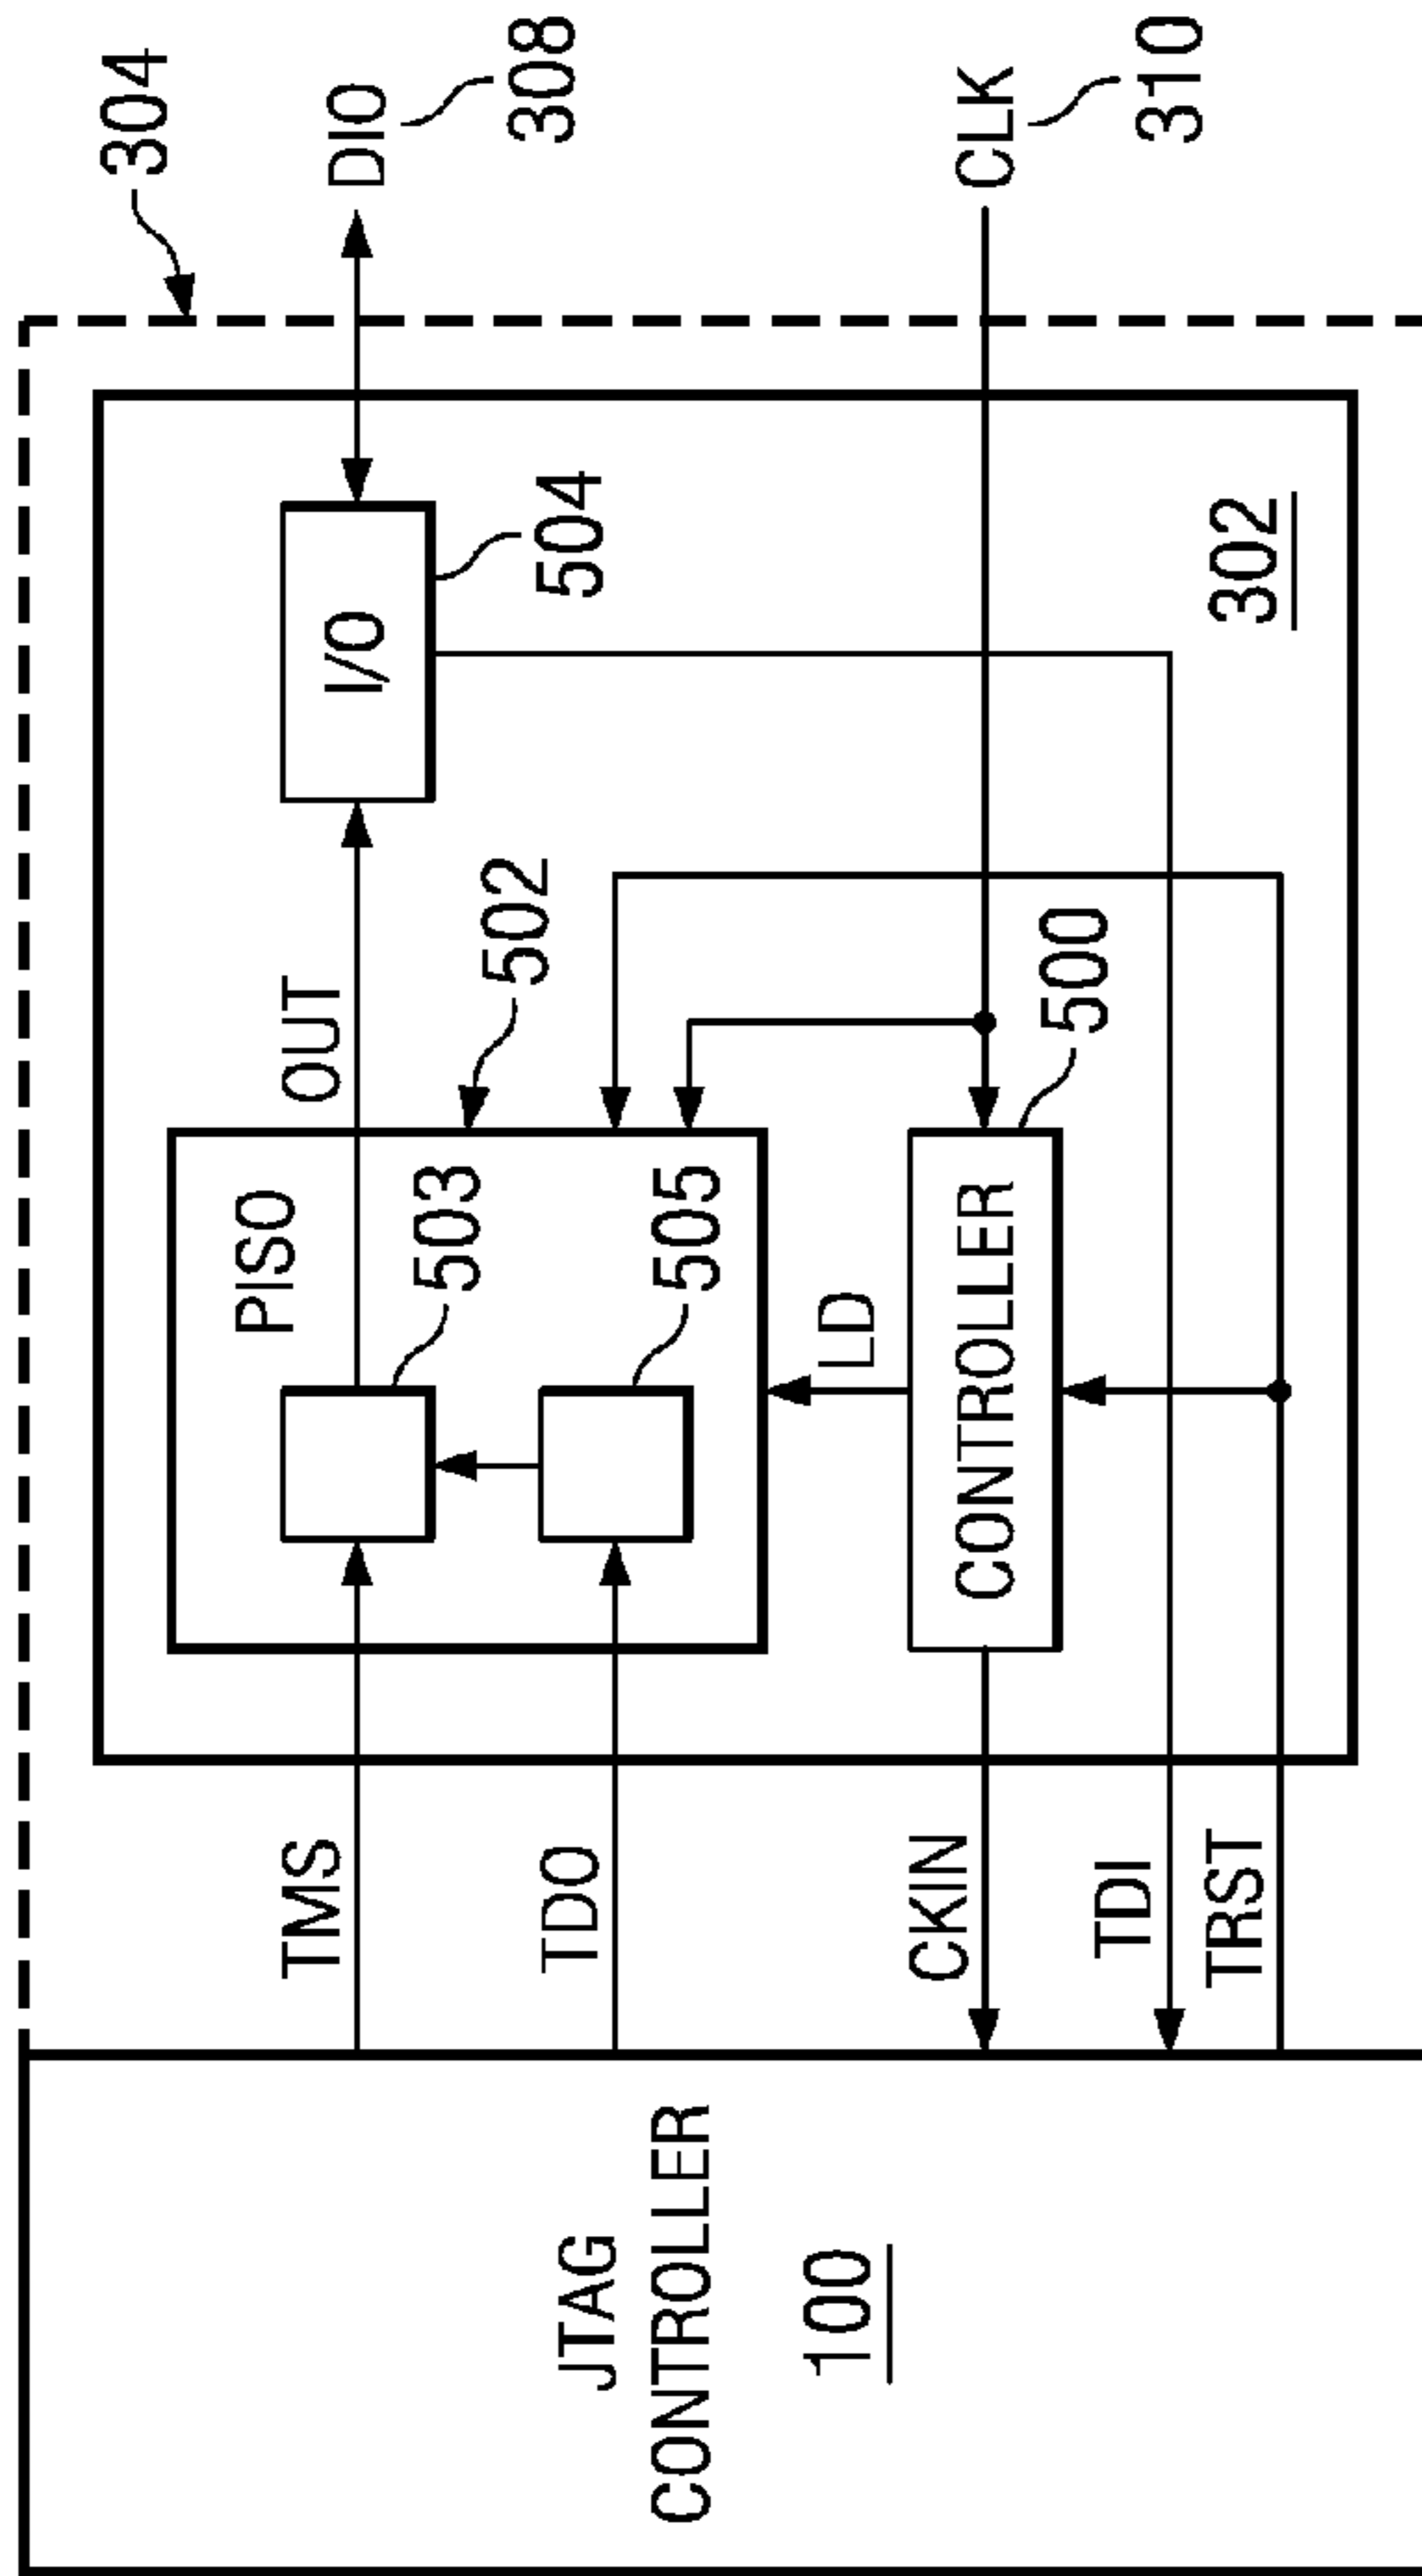 304
DIO
308
I/O
504
OUT
502
PISO
503
505
LD
CONTROLLER
500
302
CLK
310
TMS
TDO
CKIN
TDI
TRST
JTAG
CONTROLLER
100